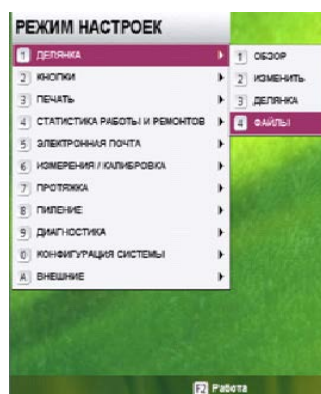 РЕЖИМ НАСТРОЕК
1 ДЕЛЯНКА
2 КНОПКИ
3 ПЕЧАТЬ
4 СТАТИСТИКА РАБОТЫ И РЕМОНТОВ
5 ЭЛЕКТРОННАЯ ПОЧТА
6 ИЗМЕРЕНИЯ / КАЛИБРОВКА
7 ПРОТЯЖКА
8 ПИЛЕНИЕ
9 ДИАГНОСТИКА
0 КОНФИГУРАЦИЯ СИСТЕМЫ
A ВНЕШНИЕ
1 ОБЗОР
2 ИЗМЕНИТЬ
3 ДЕЛЯНКА
4 ФАЙЛЫ
F2 Работа